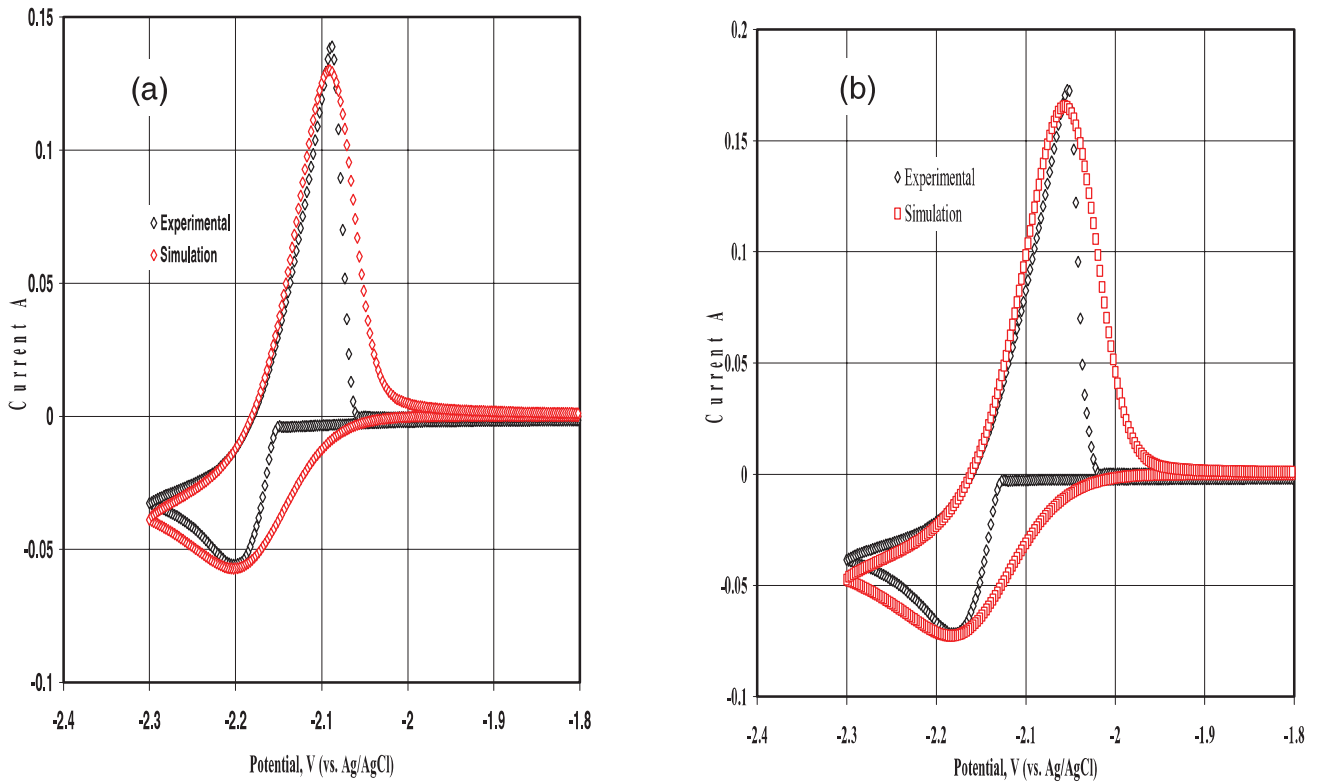 (a)
0.15
0.1
0.05
0
-0.05
-0.1
Current A
Experimental
Simulation
-2.4 -2.3 -2.2 -2.1 -2 -1.9 -1.8
Potential, V (vs. Ag/AgCl)
(b)
0.2
0.15
0.1
0.05
0
-0.05
-0.1
Current A
Experimental
Simulation
-2.4 -2.3 -2.2 -2.1 -2 -1.9 -1.8
Potential, V (vs. Ag/AgCl)